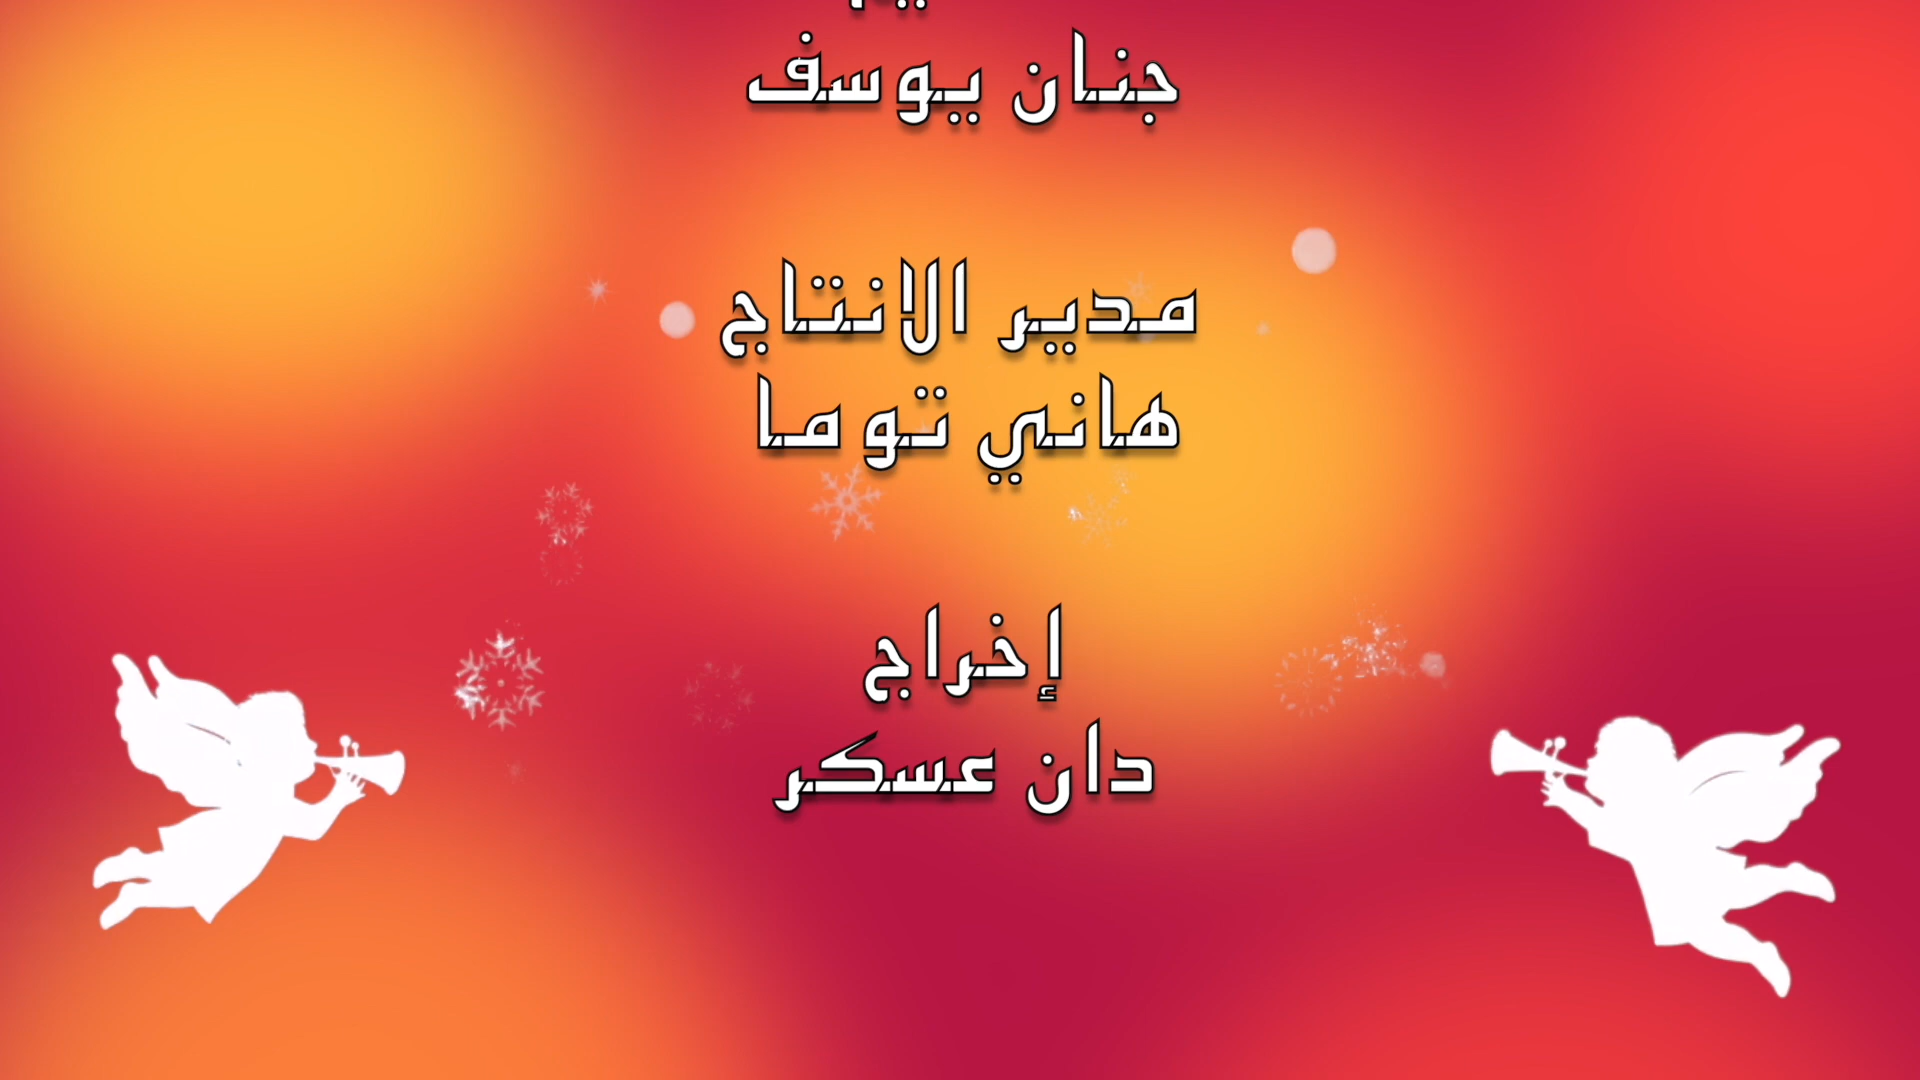 جنان يوسف
مدير الانتاج
هاني توما
إخراج
دان عسكر